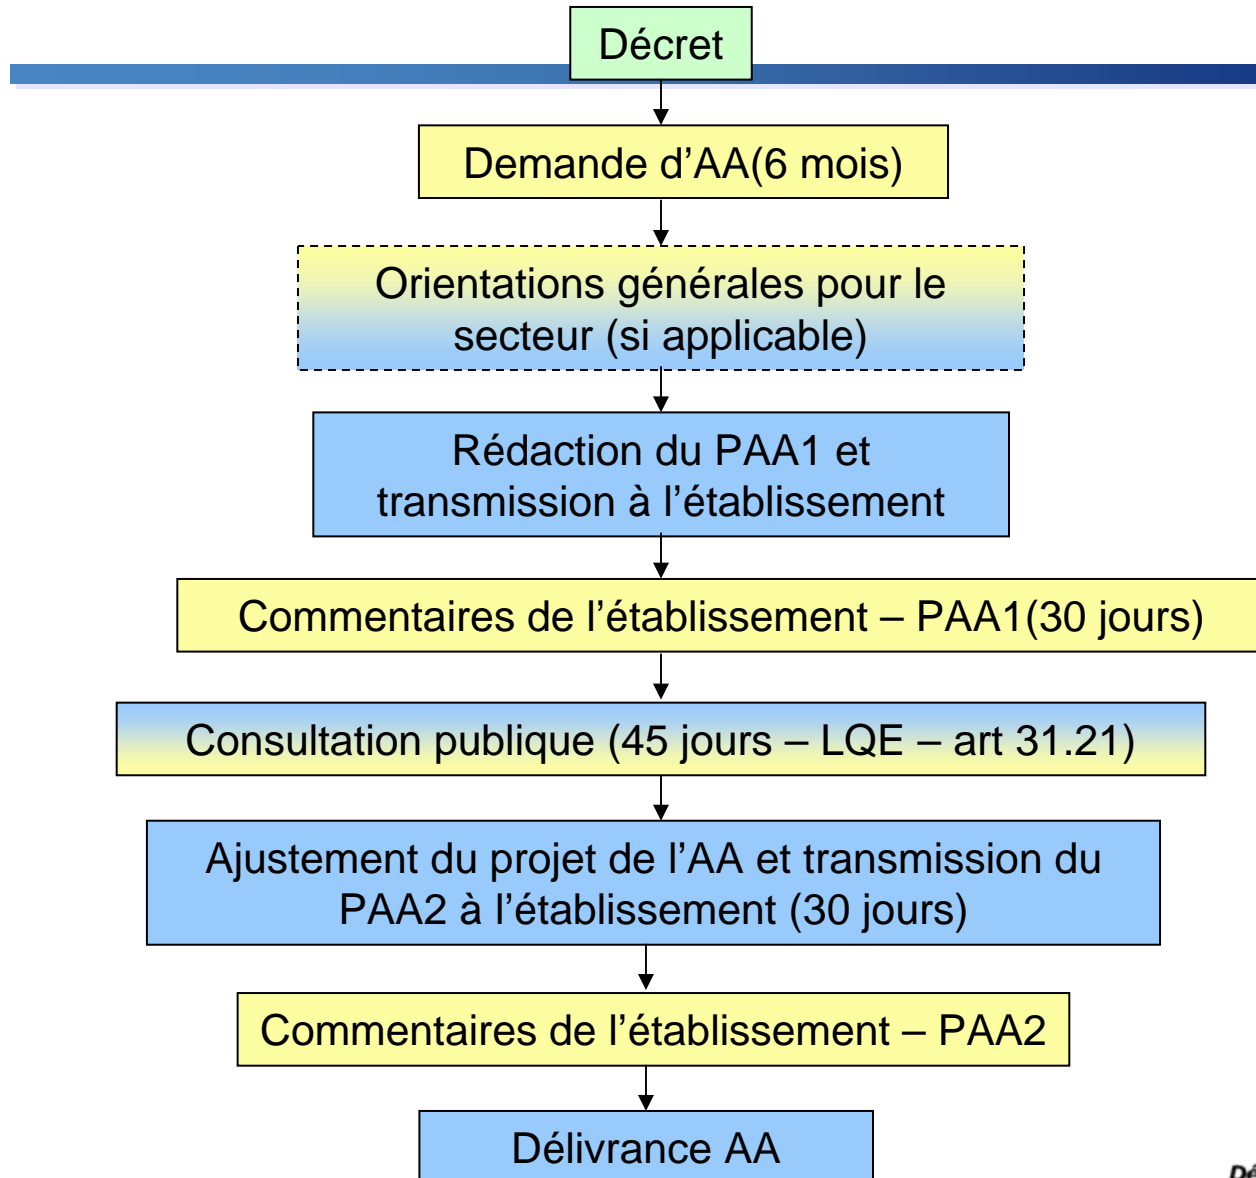 Décret
Demande d’AA(6 mois)
Orientations générales pour le
secteur (si applicable)
Rédaction du PAA1 et
transmission à l’établissement
Commentaires de l’établissement – PAA1(30 jours)
Consultation publique (45 jours – LQE – art 31.21)
Ajustement du projet de l’AA et transmission du
PAA2 à l’établissement (30 jours)
Commentaires de l’établissement – PAA2
Délivrance AA